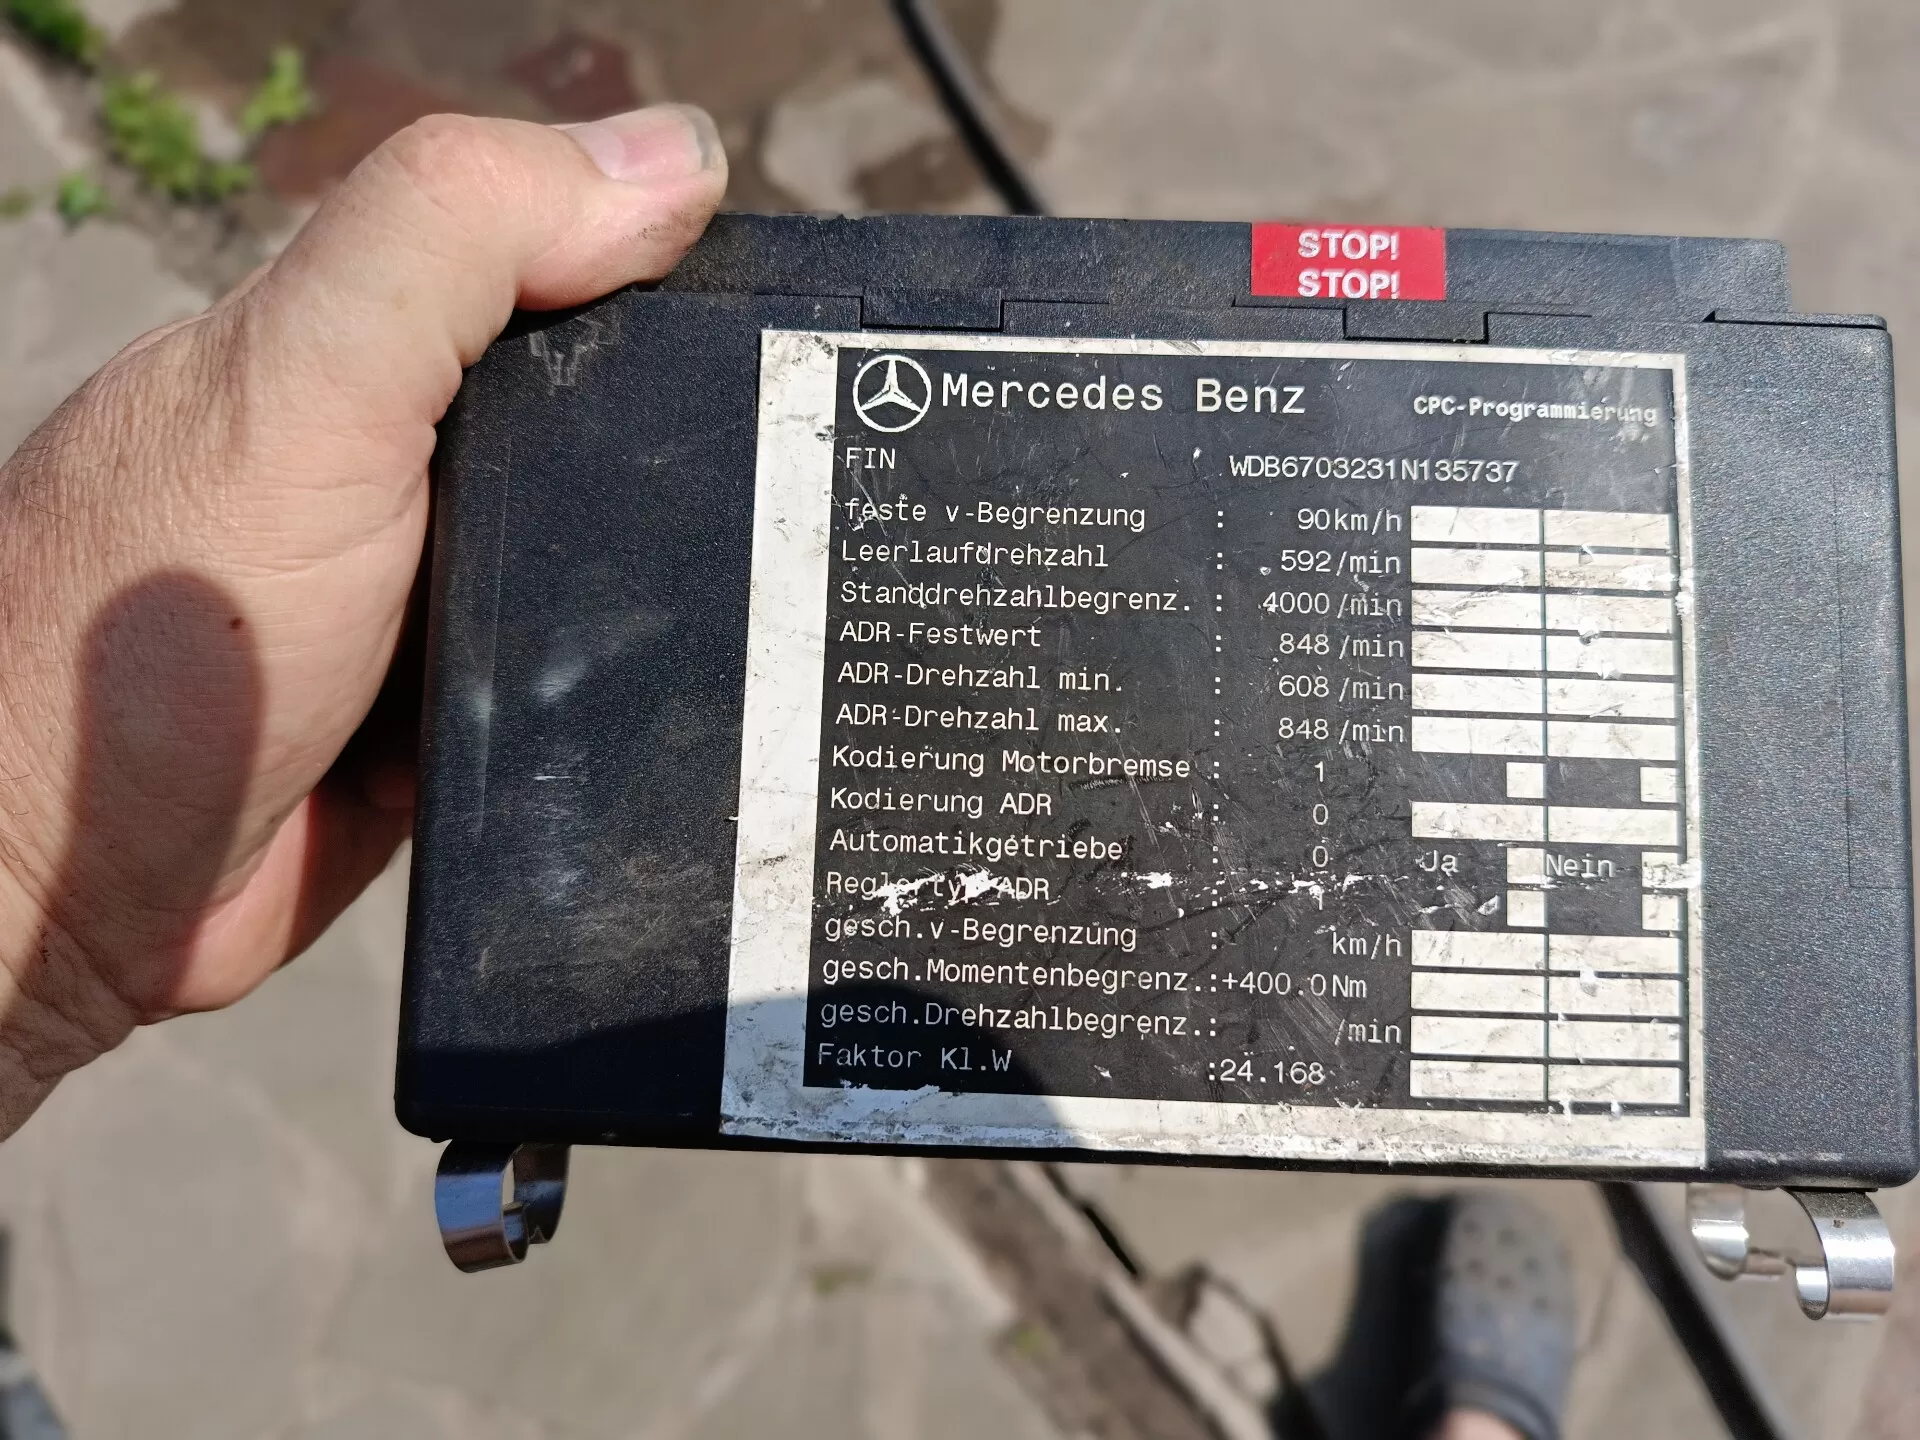 STOP!
STOP!
Mercedes Benz CPC-Programmierung
FIN WDB6703231N135737
feste v-Begrenzung : 90km/h
Leerlaufdrehzahl : 592/min
Standdrehzahlbegrenz. : 4000/min
ADR-Festwert : 848/min
ADR-Drehzahl min. : 608/min
ADR-Drehzahl max. : 848/min
Kodierung Motorbremse : 1
Kodierung ADR : 0
Automatikgetriebe : 0 Ja Nein
Reglertyp ADR : 1
gesch.v-Begrenzung : km/h
gesch.Momentenbegrenz.:+400.0Nm
gesch.Drehzahlbegrenz.: /min
Faktor Kl.W :24.168